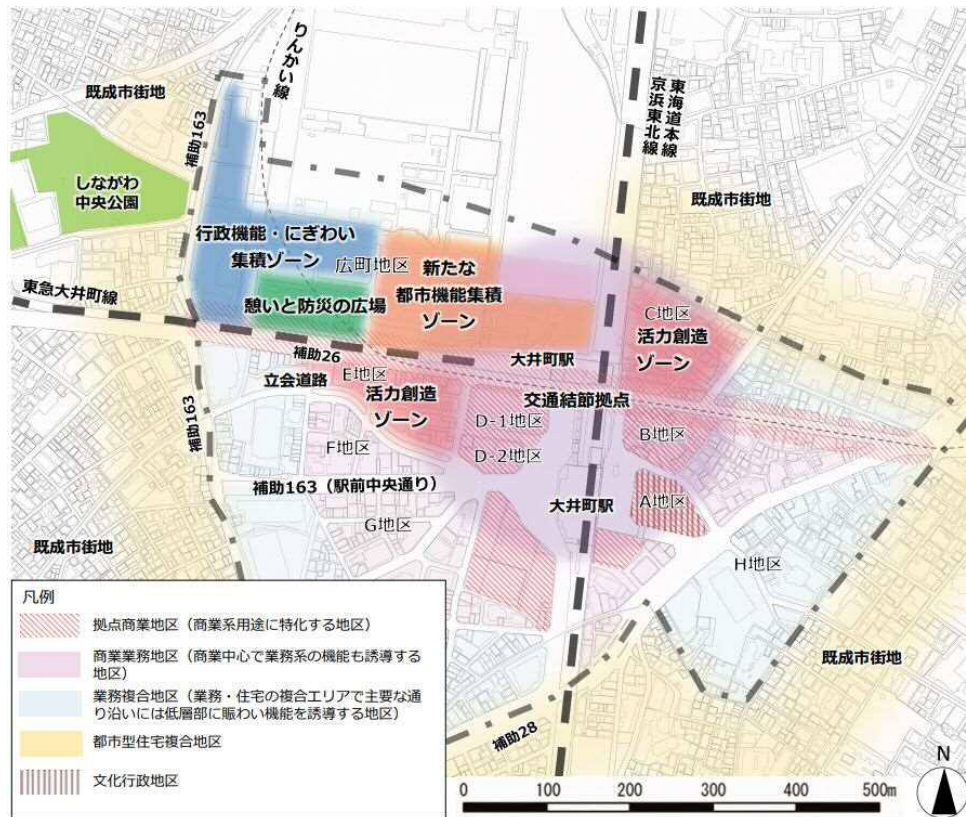 りんかい線
東海道本線
京浜東北線
既成市街地
補助163
しながわ
中央公園
既成市街地
行政機能・にぎわい
集積ゾーン
広町地区
新たな
都市機能集積
ゾーン
東急大井町線
憩いと防災の広場
C地区
活力創造
ゾーン
補助26
大井町駅
立会道路
E地区
活力創造
ゾーン
交通結節拠点
補助163
D-1地区
B地区
F地区
D-2地区
補助163（駅前中央通り）
大井町駅
A地区
G地区
既成市街地
H地区
既成市街地
補助28
凡例
拠点商業地区（商業系用途に特化する地区）
商業業務地区（商業中心で業務系の機能も誘導する
地区）
業務複合地区（業務・住宅の複合エリアで主要な通
り沿いには低層部に賑わい機能を誘導する地区）
都市型住宅複合地区
文化行政地区
N
0 100 200 300 400 500m